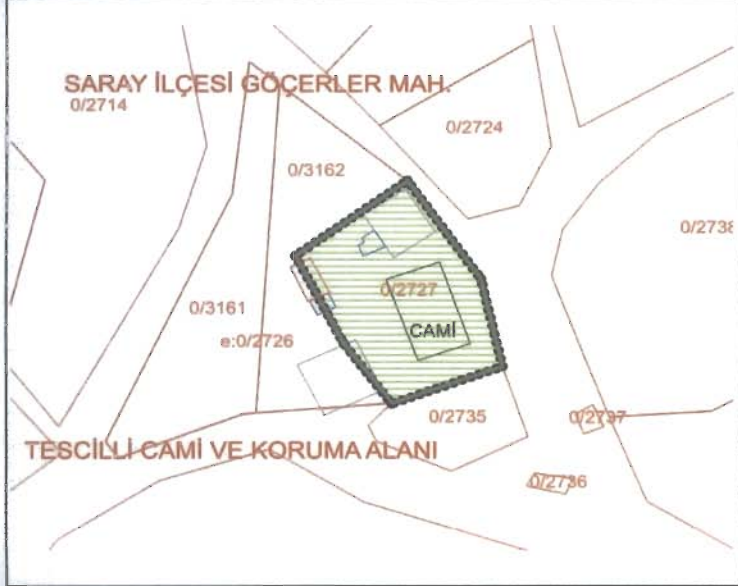 SARAY İLÇESİ GÖÇERLER MAH.
0/2714
0/2724
0/3162
0/2738
0/2727
0/3161
CAMİ
e:0/2726
0/2735
0/2737
TESCİLLİ CAMİ VE KORUMA ALANI
0/2736